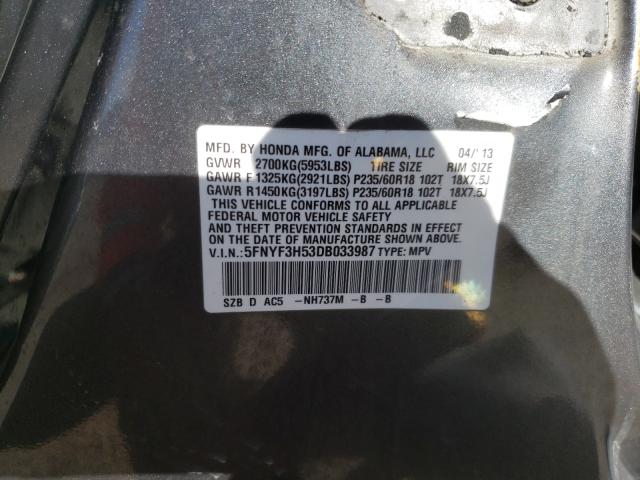 MFD. BY HONDA MFG. OF ALABAMA, LLC 04/'13
GVWR 2700KG(5953LBS) TIRE SIZE RIM SIZE
GAWR F 1325KG(2921LBS) P235/60R18 102T 18X7.5J
GAWR R1450KG(3197LBS) P235/60R18 102T 18X7.5J
THIS VEHICLE CONFORMS TO ALL APPLICABLE
FEDERAL MOTOR VEHICLE SAFETY
AND THEFT PREVENTION STANDARDS IN EFFECT
ON THE DATE OF MANUFACTURE SHOWN ABOVE.
V.I.N.: 5FNYF3H53DB033987 TYPE: MPV
SZB D AC5 -NH737M -B -B